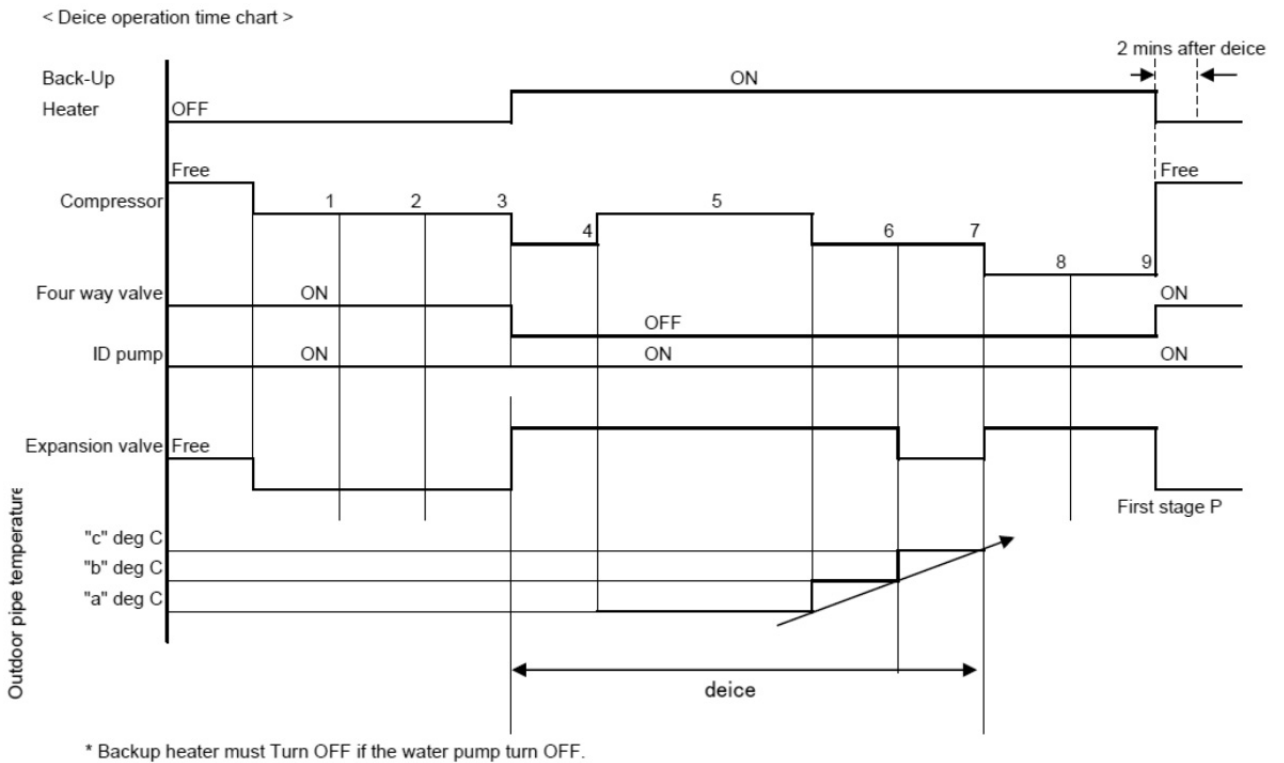 < Deice operation time chart >
2 mins after deice
Back-Up
Heater
OFF
ON
Compressor
Free
1
2
3
4
5
6
7
8
9
Free
Four way valve
ON
OFF
ON
ID pump
ON
ON
ON
Expansion valve
Free
First stage P
Outdoor pipe temperature
"c" deg C
"b" deg C
"a" deg C
deice
* Backup heater must Turn OFF if the water pump turn OFF.